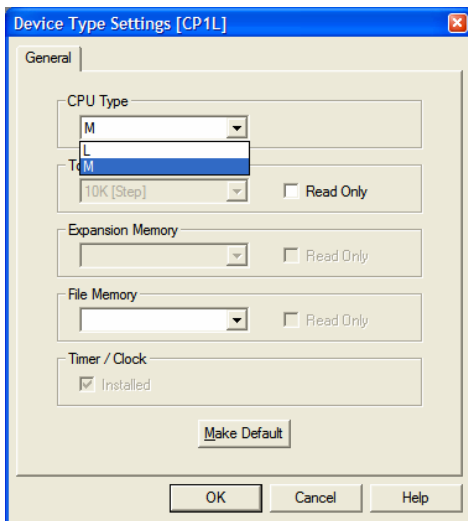 Device Type Settings [CP1L]
General
CPU Type
M
L
M
10K [Step]
Read Only
Expansion Memory
Read Only
File Memory
Read Only
Timer / Clock
Installed
Make Default
OK Cancel Help